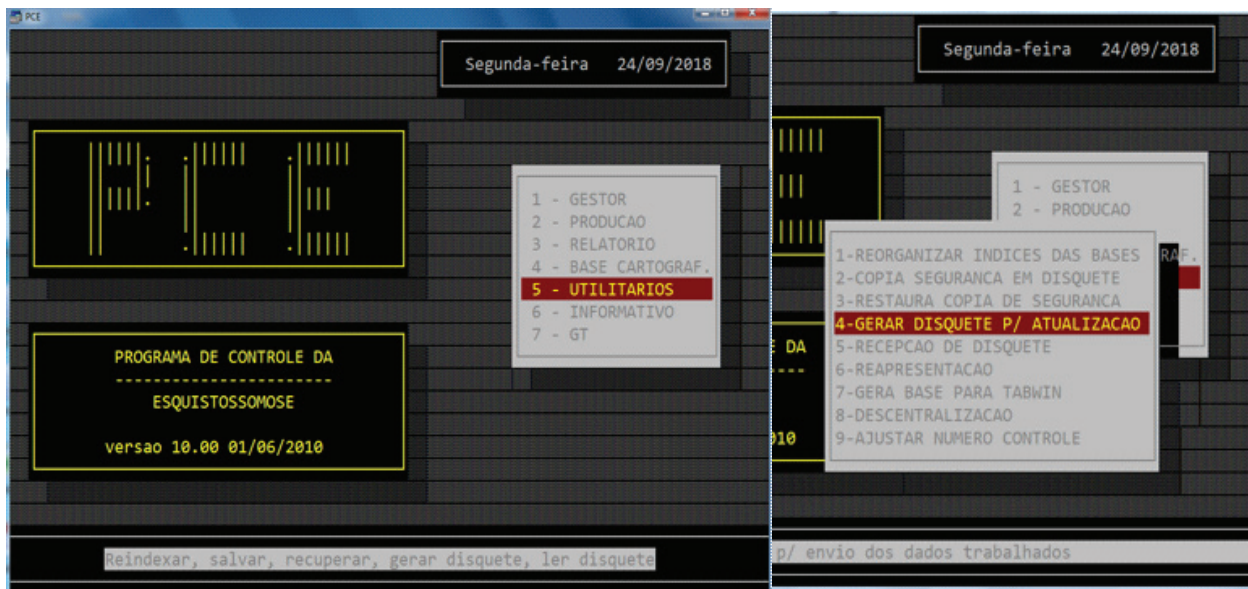 PCE
Segunda-feira 24/09/2018
PCE
1 - GESTOR
2 - PRODUCAO
3 - RELATORIO
4 - BASE CARTOGRAF.
5 - UTILITARIOS
6 - INFORMATIVO
7 - GT
PROGRAMA DE CONTROLE DA
-----------------------
ESQUISTOSSOMOSE
versao 10.00 01/06/2010
Reindexar, salvar, recuperar, gerar disquete, ler disquete
Segunda-feira 24/09/2018
1 - GESTOR
2 - PRODUCAO
RAF.
1-REORGANIZAR INDICES DAS BASES
2-COPIA SEGURANCA EM DISQUETE
3-RESTAURA COPIA DE SEGURANCA
4-GERAR DISQUETE P/ ATUALIZACAO
5-RECEPCAO DE DISQUETE
6-REAPRESENTACAO
7-GERA BASE PARA TABWIN
8-DESCENTRALIZACAO
9-AJUSTAR NUMERO CONTROLE
DA
----
010
p/ envio dos dados trabalhados